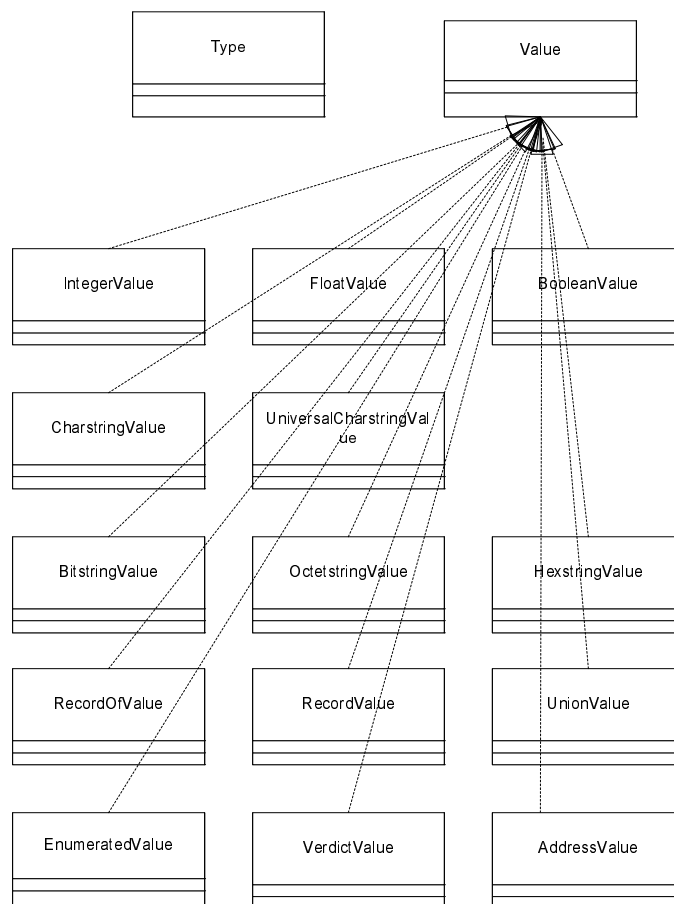 Type
Value
IntegerValue
FloatValue
BooleanValue
CharstringValue
UniversalCharstringVal
ue
BitstringValue
OctetstringValue
HexstringValue
RecordOfValue
RecordValue
UnionValue
EnumeratedValue
VerdictValue
AddressValue